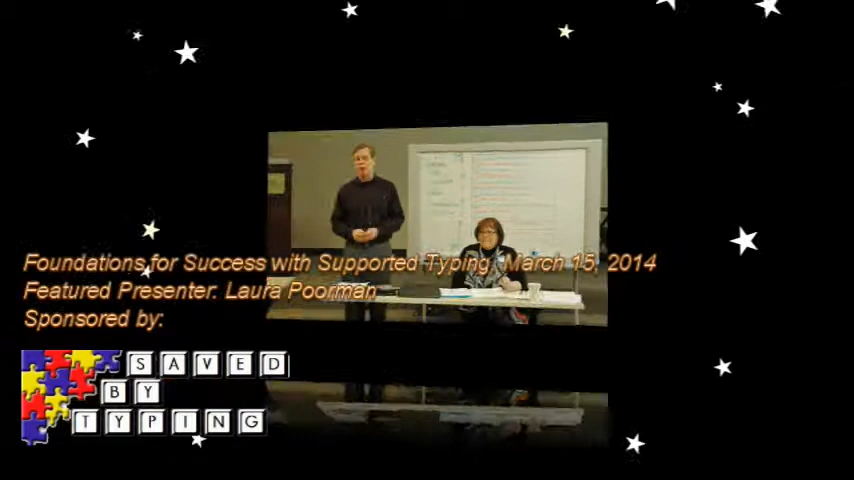 Foundations for Success with Supported Typing, March 15, 2014
Featured Presenter: Laura Poorman
Sponsored by:
SAVED
BY
TYPING